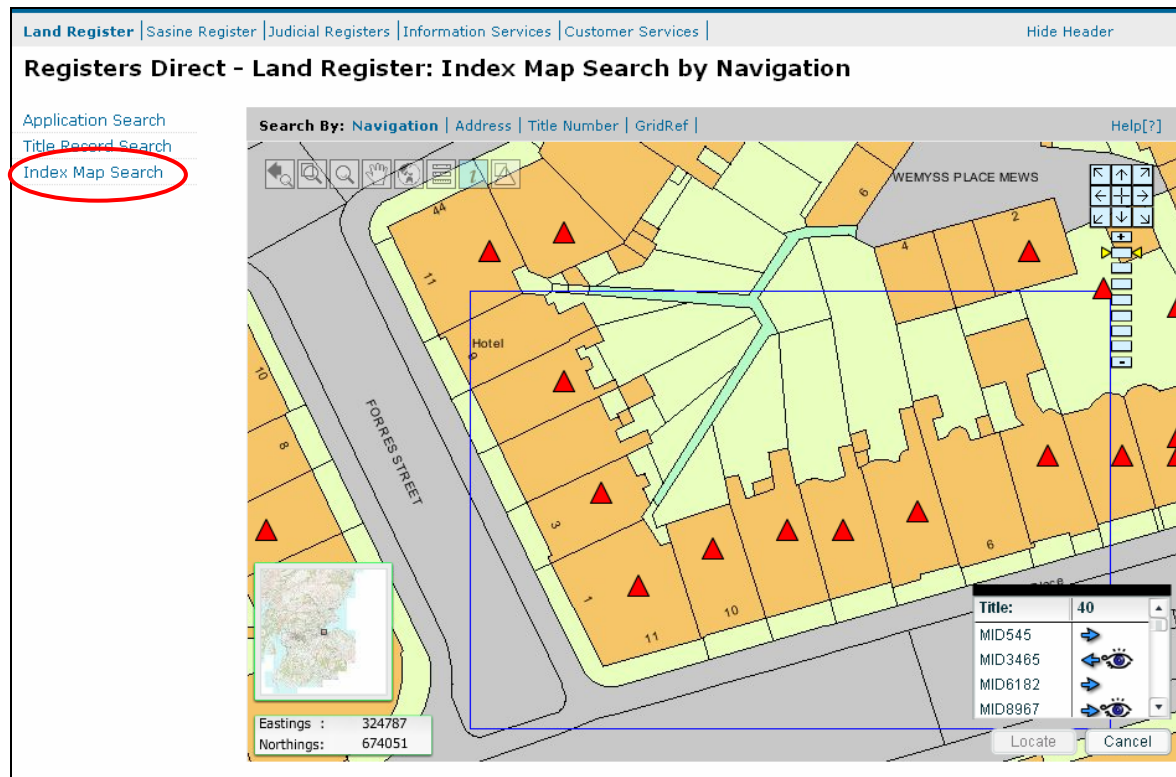 Land Register | Sasine Register | Judicial Registers | Information Services | Customer Services | Hide Header
Registers Direct - Land Register: Index Map Search by Navigation
Application Search
Title Record Search
Index Map Search
Search By: Navigation | Address | Title Number | GridRef | Help[?]
WEMYSS PLACE MEWS
6
44
2
4
11
Hotel
9
10
FORRES STREET
8
3
6
1
10
11
Title: 40
MID545
MID3465
MID6182
MID8967
Eastings : 324787
Northings: 674051
Locate Cancel